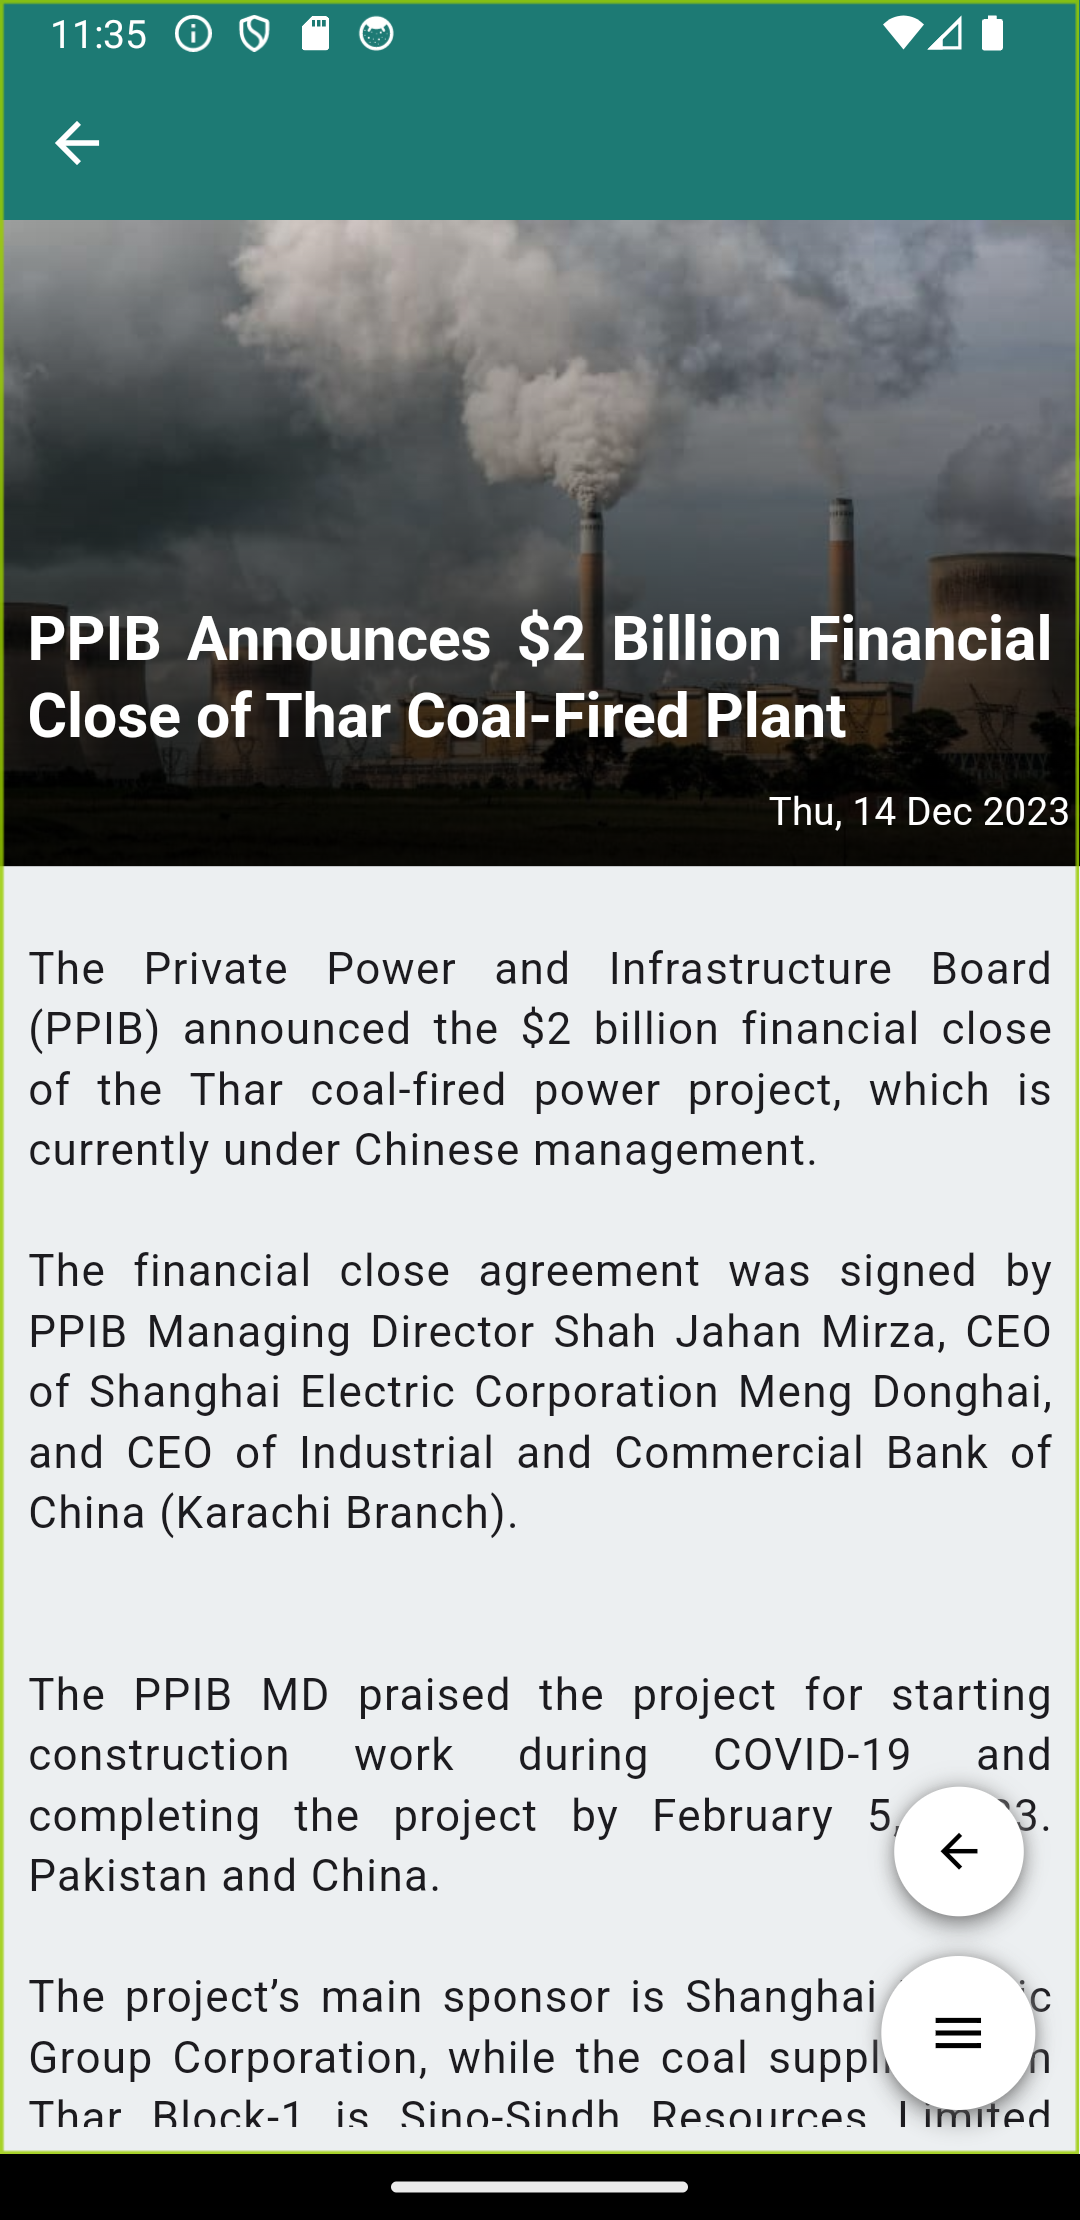 11:35
PPIB Announces $2 Billion Financial
Close of Thar Coal-Fired Plant
Thu, 14 Dec 2023
The Private Power and Infrastructure Board
(PPIB) announced the $2 billion financial close
of the Thar coal-fired power project, which is
currently under Chinese management.
The financial close agreement was signed by
PPIB Managing Director Shah Jahan Mirza, CEO
of Shanghai Electric Corporation Meng Donghai,
and CEO of Industrial and Commercial Bank of
China (Karachi Branch).
The PPIB MD praised the project for starting
construction work during COVID-19 and
completing the project by February 5,
Pakistan and China.
The project’s main sponsor is Shanghai
Group Corporation, while the coal
Thar Block-1 is Sino-Sindh Resources Limited